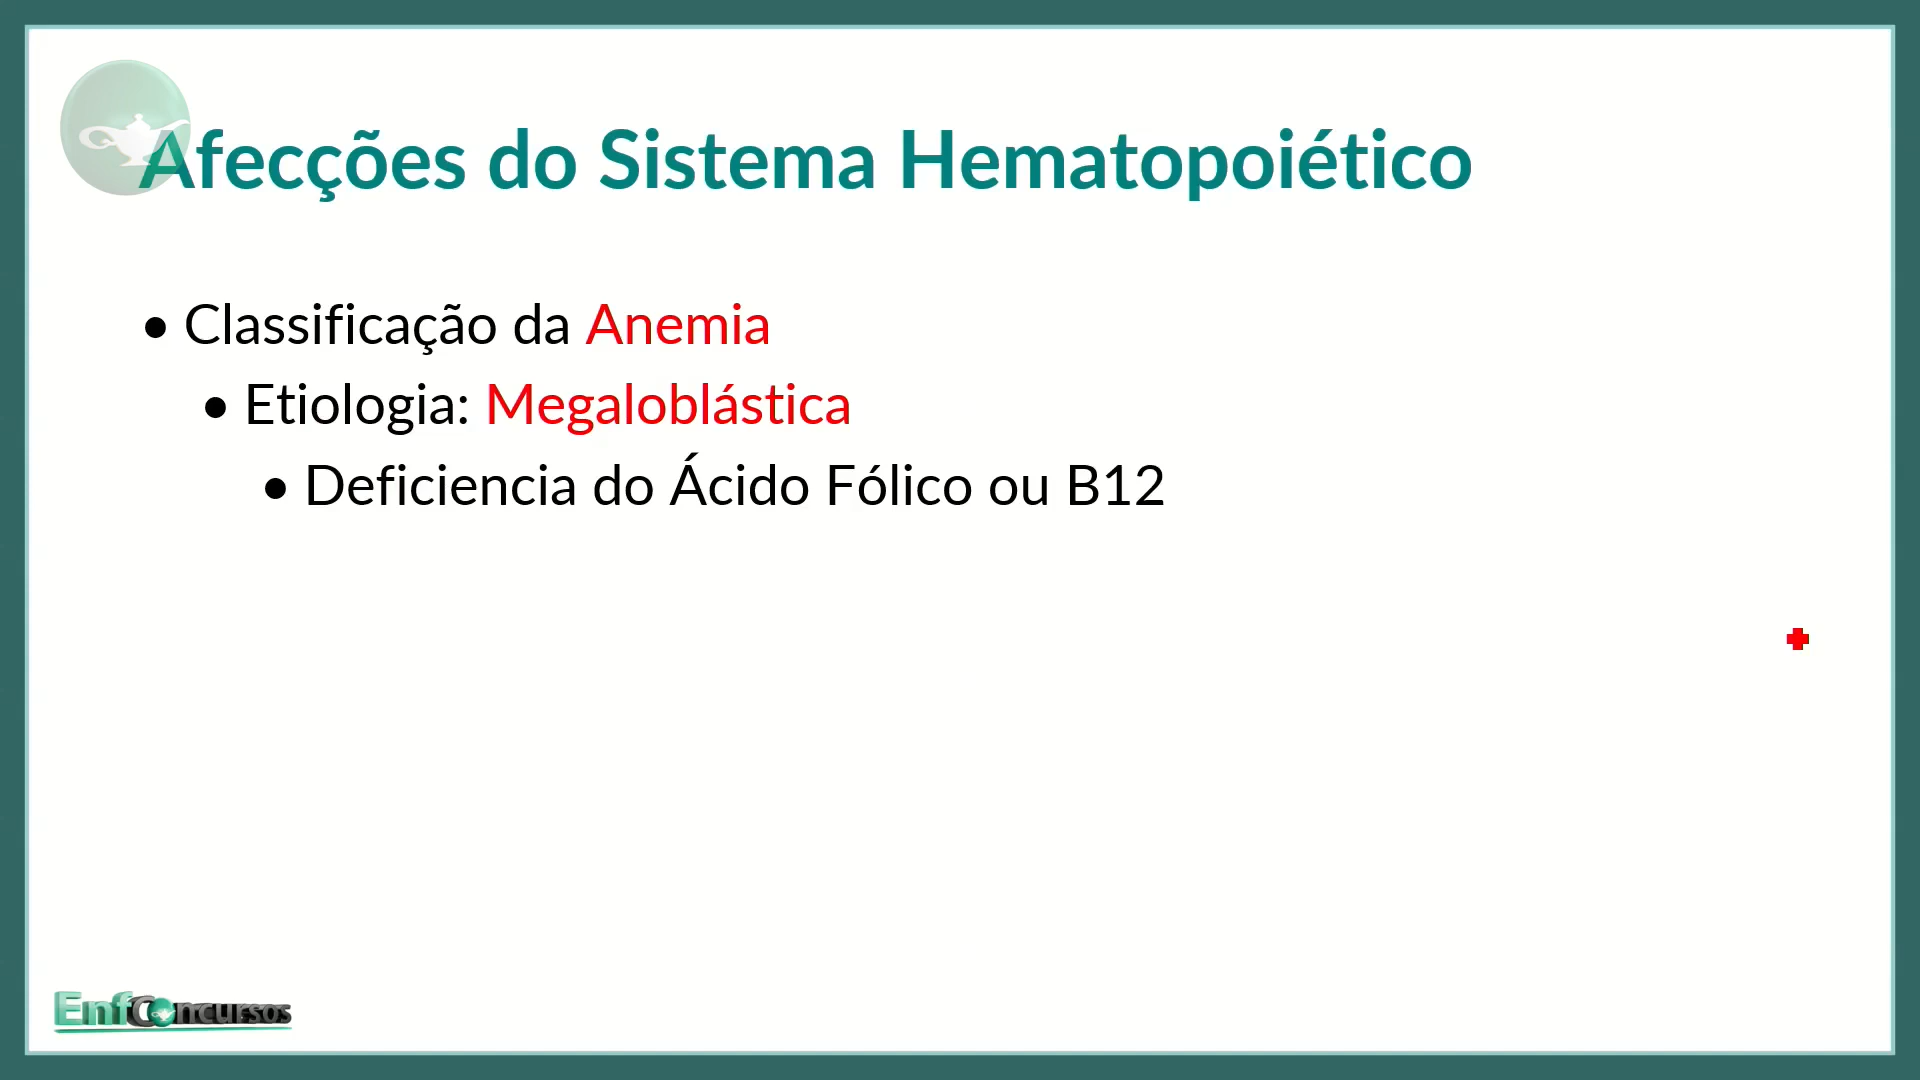 Afecções do Sistema Hematopoiético
• Classificação da Anemia
• Etiologia: Megaloblástica
• Deficiencia do Ácido Fólico ou B12
EnfConcursos